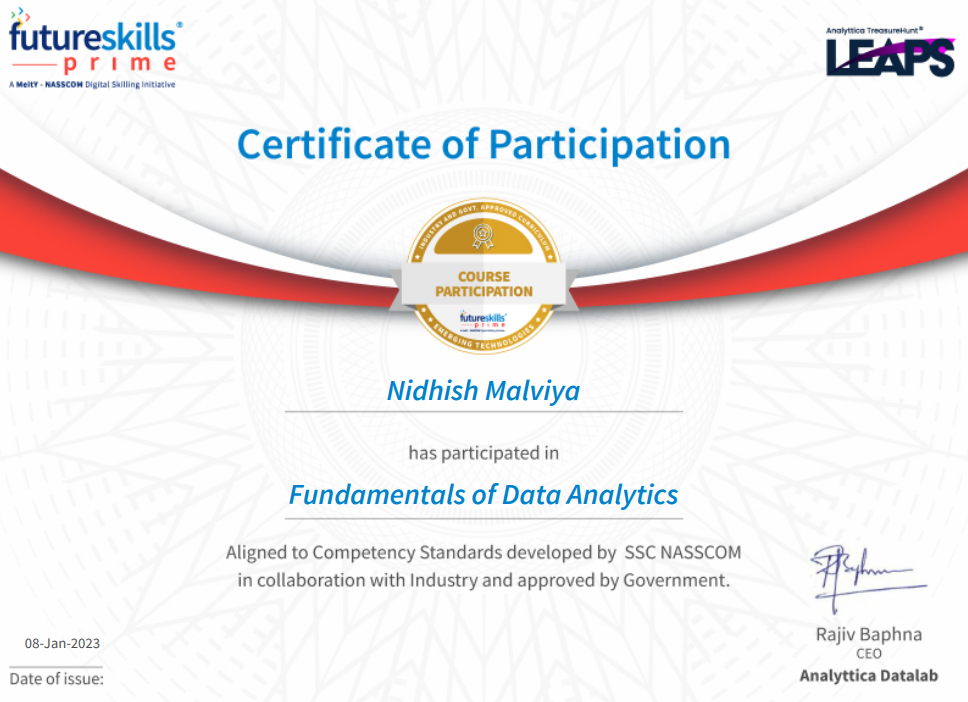 futureskills®
prime
A MeitY - NASSCOM Digital Skilling Initiative
Analyttica TreasureHunt®
LEAPS
Certificate of Participation
INDUSTRY AND GOVT. APPROVED CURRICULUM
COURSE
PARTICIPATION
futureskills
prime
EMERGING TECHNOLOGIES
Nidhish Malviya
has participated in
Fundamentals of Data Analytics
Aligned to Competency Standards developed by SSC NASSCOM
in collaboration with Industry and approved by Government.
08-Jan-2023
Date of issue:
Rajiv Baphna
CEO
Analyttica Datalab